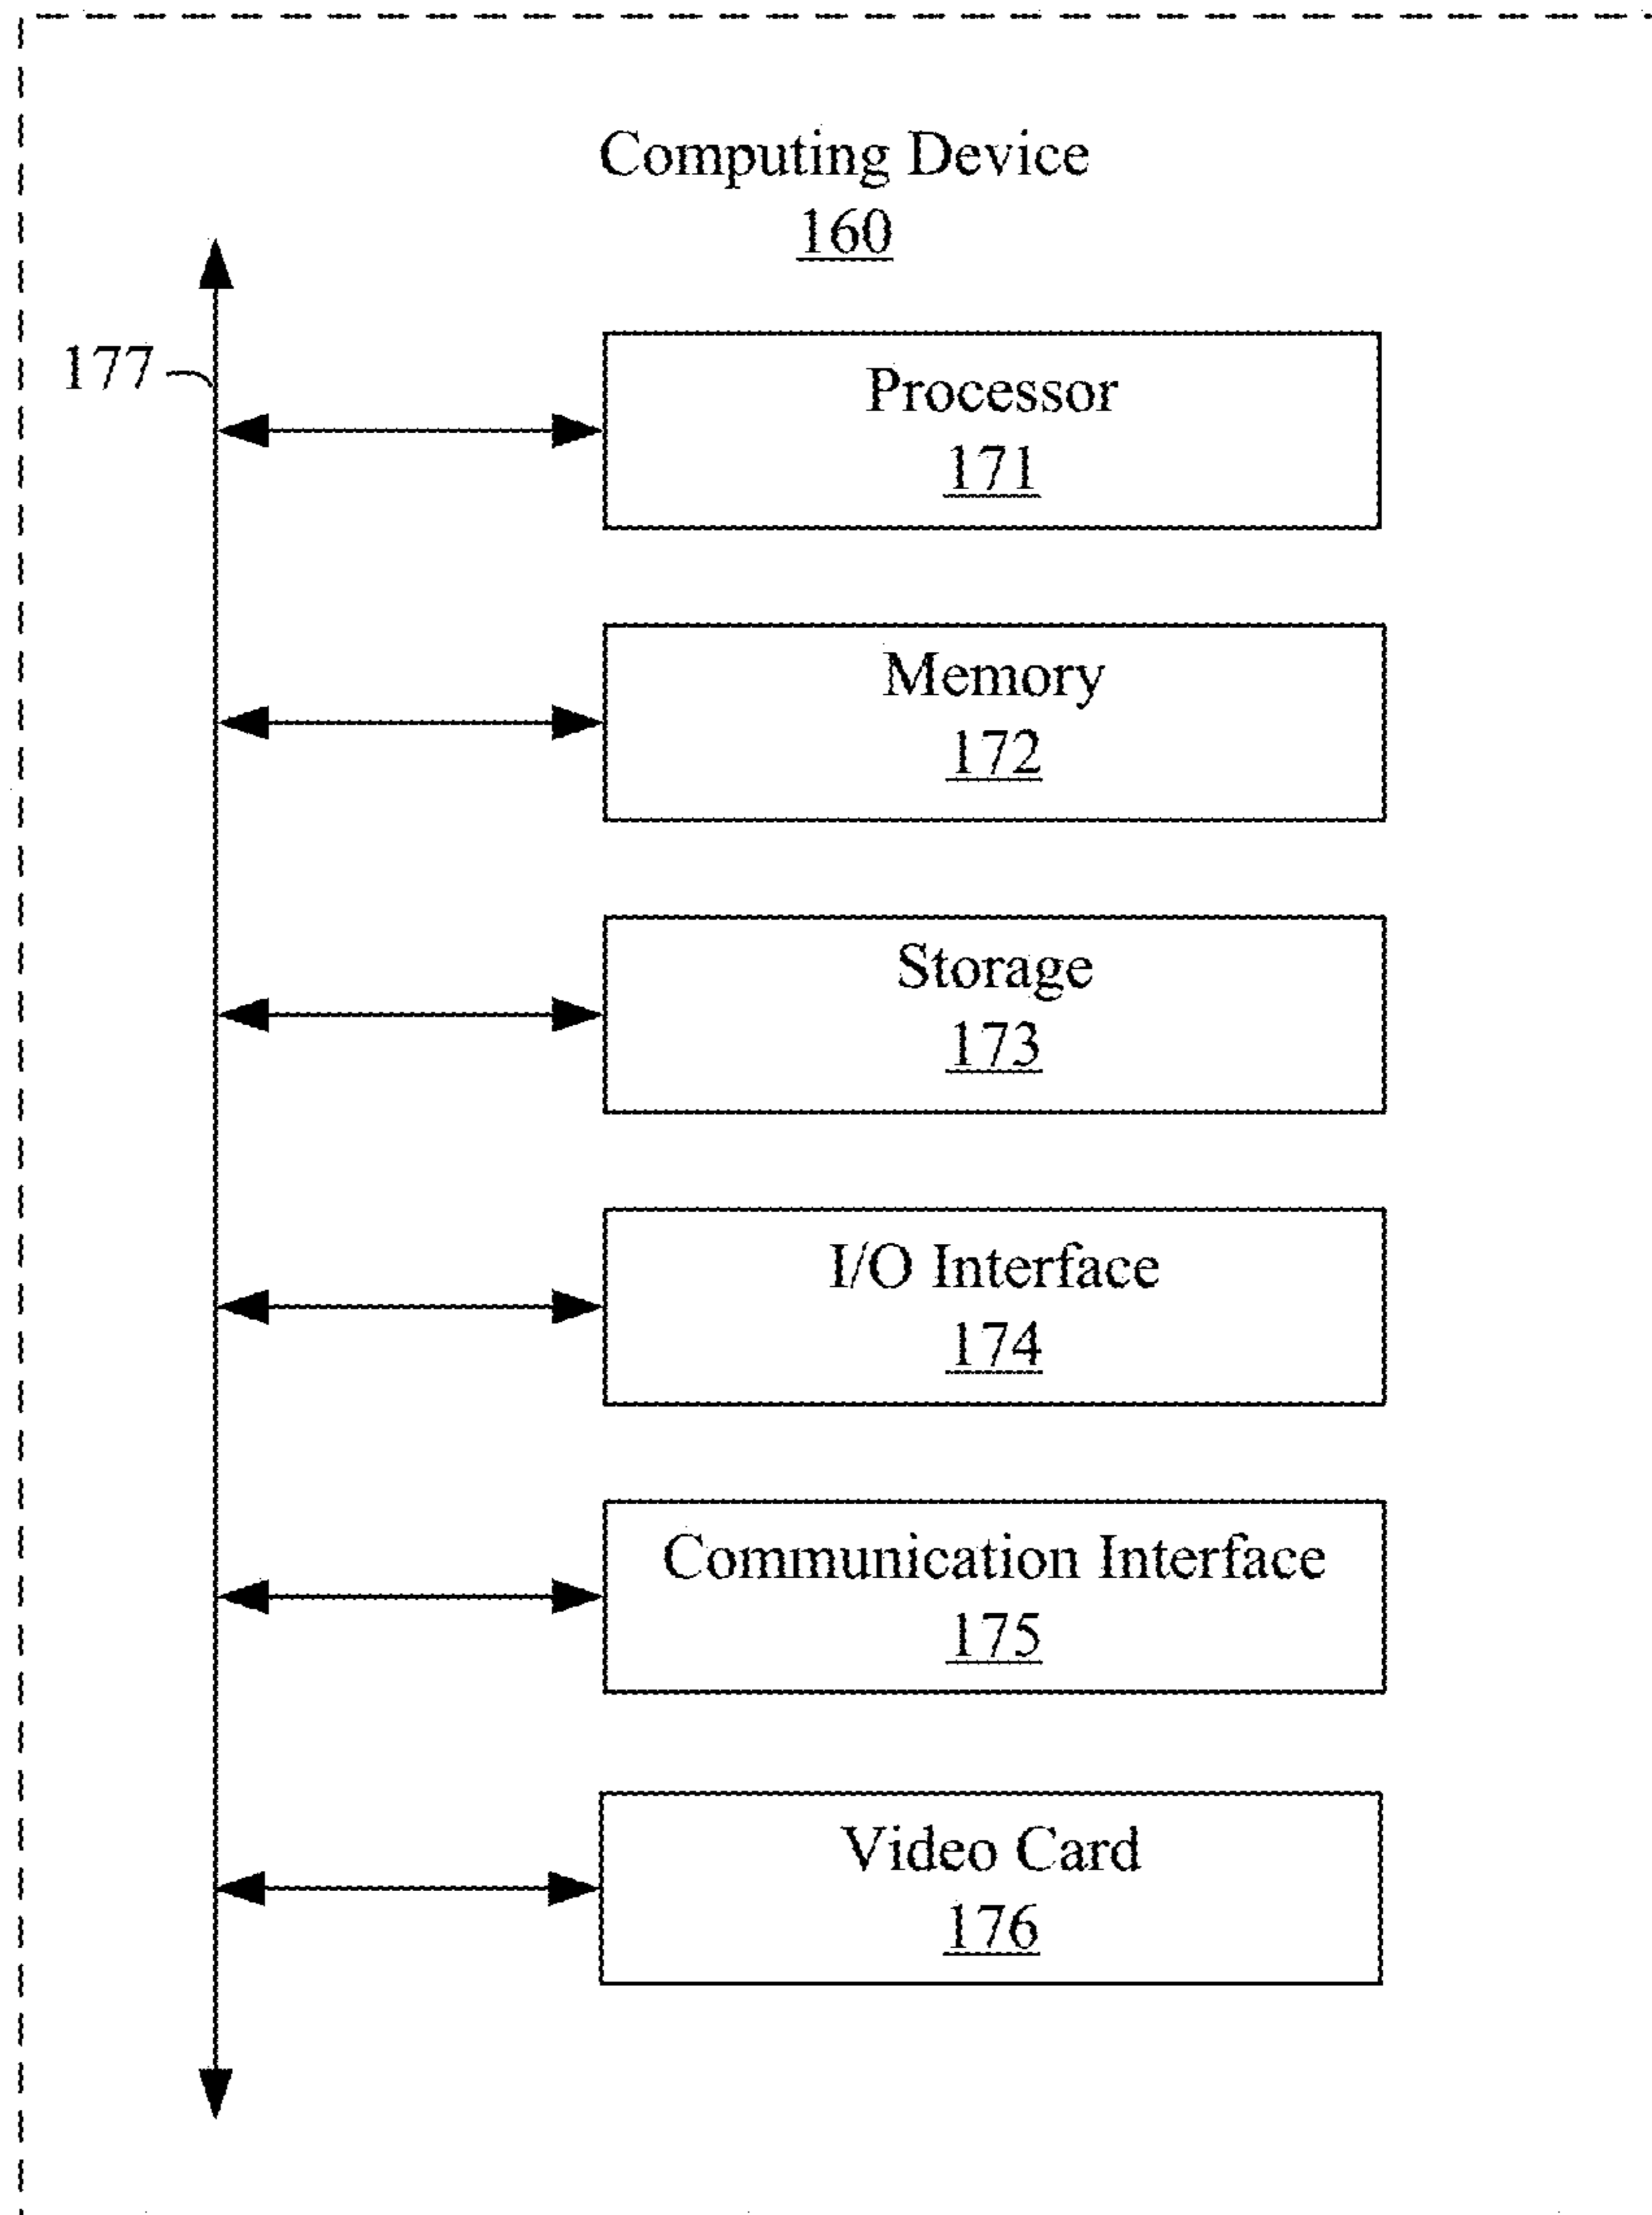 Computing Device
160
177
Processor
171
Memory
172
Storage
173
I/O Interface
174
Communication Interface
175
Video Card
176